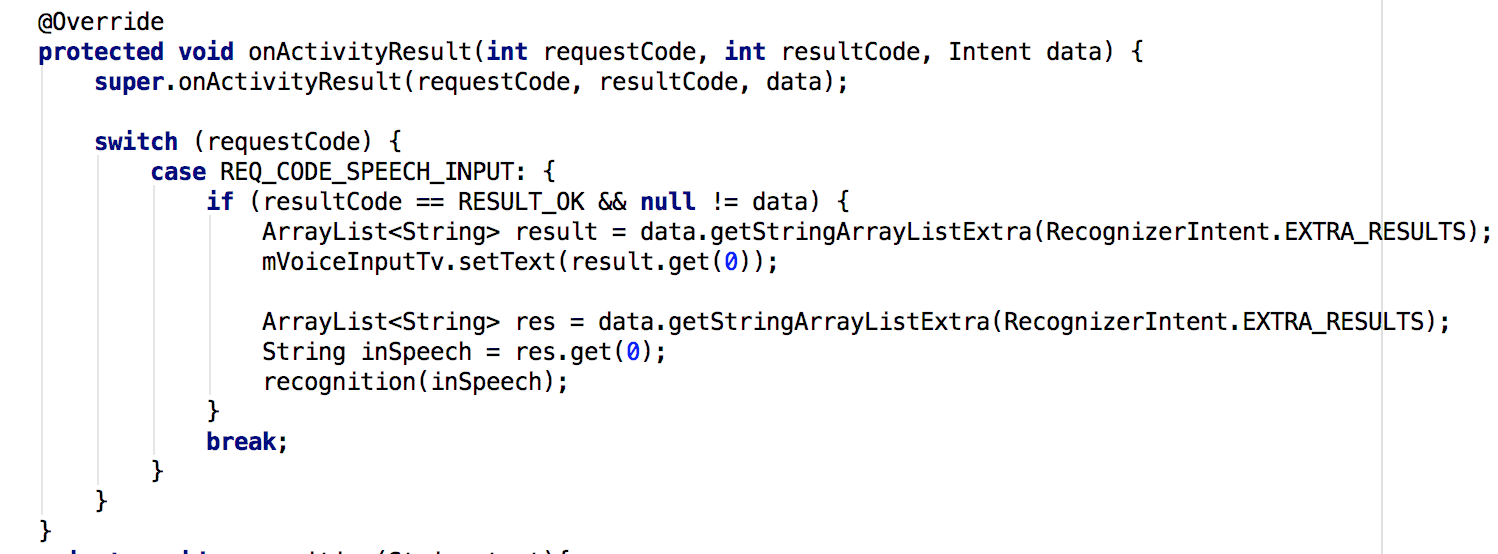 @Override
protected void onActivityResult(int requestCode, int resultCode, Intent data) {
super.onActivityResult(requestCode, resultCode, data);
switch (requestCode) {
case REQ_CODE_SPEECH_INPUT: {
if (resultCode == RESULT_OK && null != data) {
ArrayList<String> result = data.getStringArrayListExtra(RecognizerIntent.EXTRA_RESULTS);
mVoiceInputTv.setText(result.get(0));
ArrayList<String> res = data.getStringArrayListExtra(RecognizerIntent.EXTRA_RESULTS);
String inSpeech = res.get(0);
recognition(inSpeech);
}
break;
}
}
}